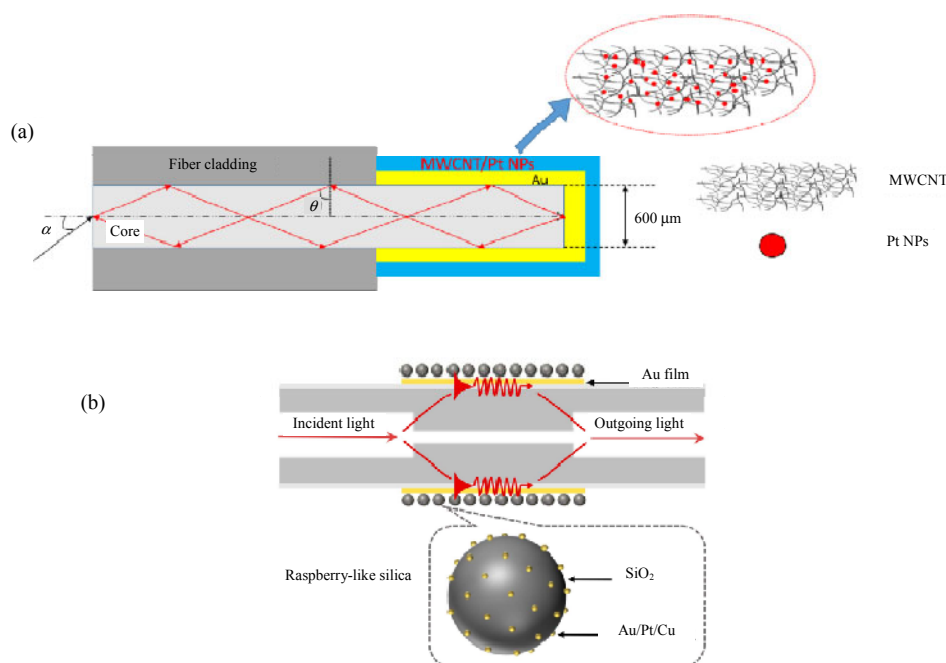 (a)
Fiber cladding
MWCNT/Pt NPs
Au
θ
α
Core
600 μm
MWCNT
Pt NPs
(b)
Au film
Incident light
Outgoing light
Raspberry-like silica
SiO₂
Au/Pt/Cu